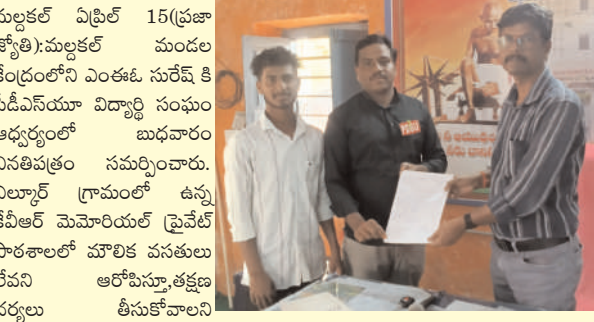 మల్దకల్ ఏప్రిల్ 15(ప్రజా
జ్యోతి):మల్దకల్ మండల
కేంద్రంలోని ఎంఈఓ సురేష్ కి
పీడీఎస్‌యూ విద్యార్థి సంఘం
ఆధ్వర్యంలో బుధవారం
వినతిపత్రం సమర్పించారు.
విల్కూర్ గ్రామంలో ఉన్న
కేవీఆర్ మెమోరియల్ ప్రైవేట్
పాఠశాలలో మౌలిక వసతులు
లేవని ఆరోపిస్తూ,తక్షణ
చర్యలు తీసుకోవాలని